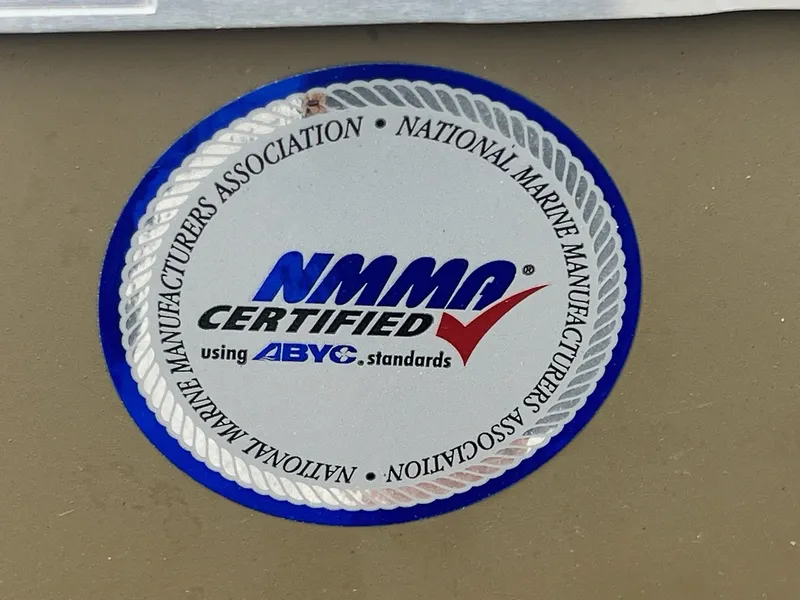 NATIONAL MARINE MANUFACTURERS ASSOCIATION • NATIONAL MARINE MANUFACTURERS ASSOCIATION •
NMMA®
CERTIFIED
using ABYC® standards